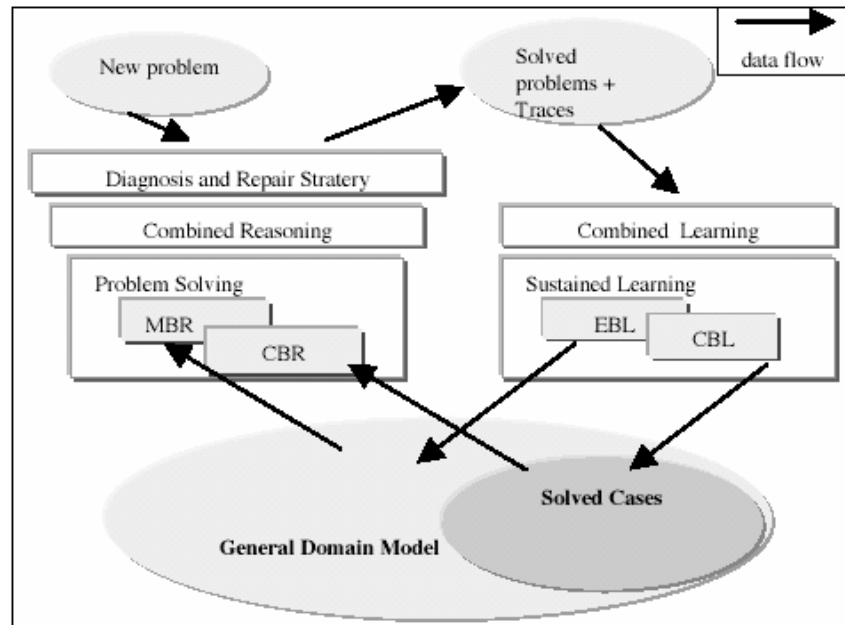 New problem
Solved
problems +
Traces
data flow
Diagnosis and Repair Stratery
Combined Reasoning
Combined Learning
Problem Solving
MBR
CBR
Sustained Learning
EBL
CBL
Solved Cases
General Domain Model